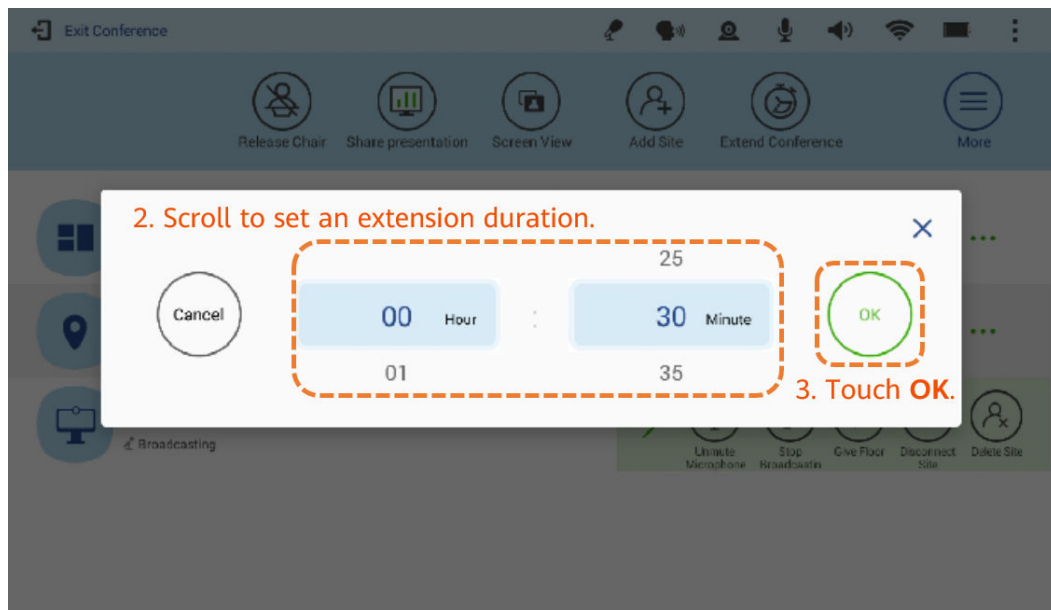 Exit Conference
Release Chair
Share presentation
Screen View
Add Site
Extend Conference
More
2. Scroll to set an extension duration.
25
Cancel
00 Hour : 30 Minute
OK
01
35
3. Touch OK.
Broadcasting
Unmute
Microphone
Stop
Broadcastin
Give Floor
Disconnect
Site
Delete Site